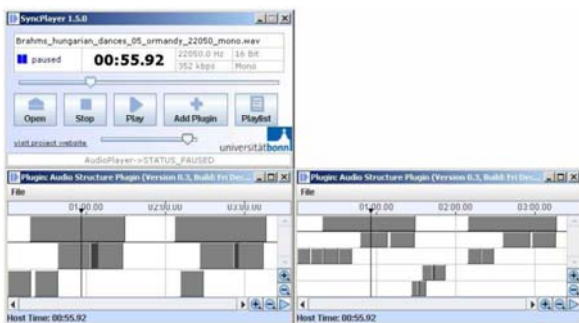 SyncPlayer 1.5.0
Brahms_hungarian_dances_05_ormandy_22050_mono.wav
paused
00:55.92
22050.0 Hz
16 Bit
352 kbps
Mono
Open
Stop
Play
Add Plugin
Playlist
visit project website
universitätbonn
AudioPlayer->STATUS_PAUSED
Plugin: Audio Structure Plugin (Version 0.3, Build: Fri Dec...
File
01:00.00 02:00.00 03:00.00
Host Time: 00:55.92
Plugin: Audio Structure Plugin (Version 0.3, Build: Fri Dec...
File
01:00.00 02:00.00 03:00.00
Host Time: 00:55.92